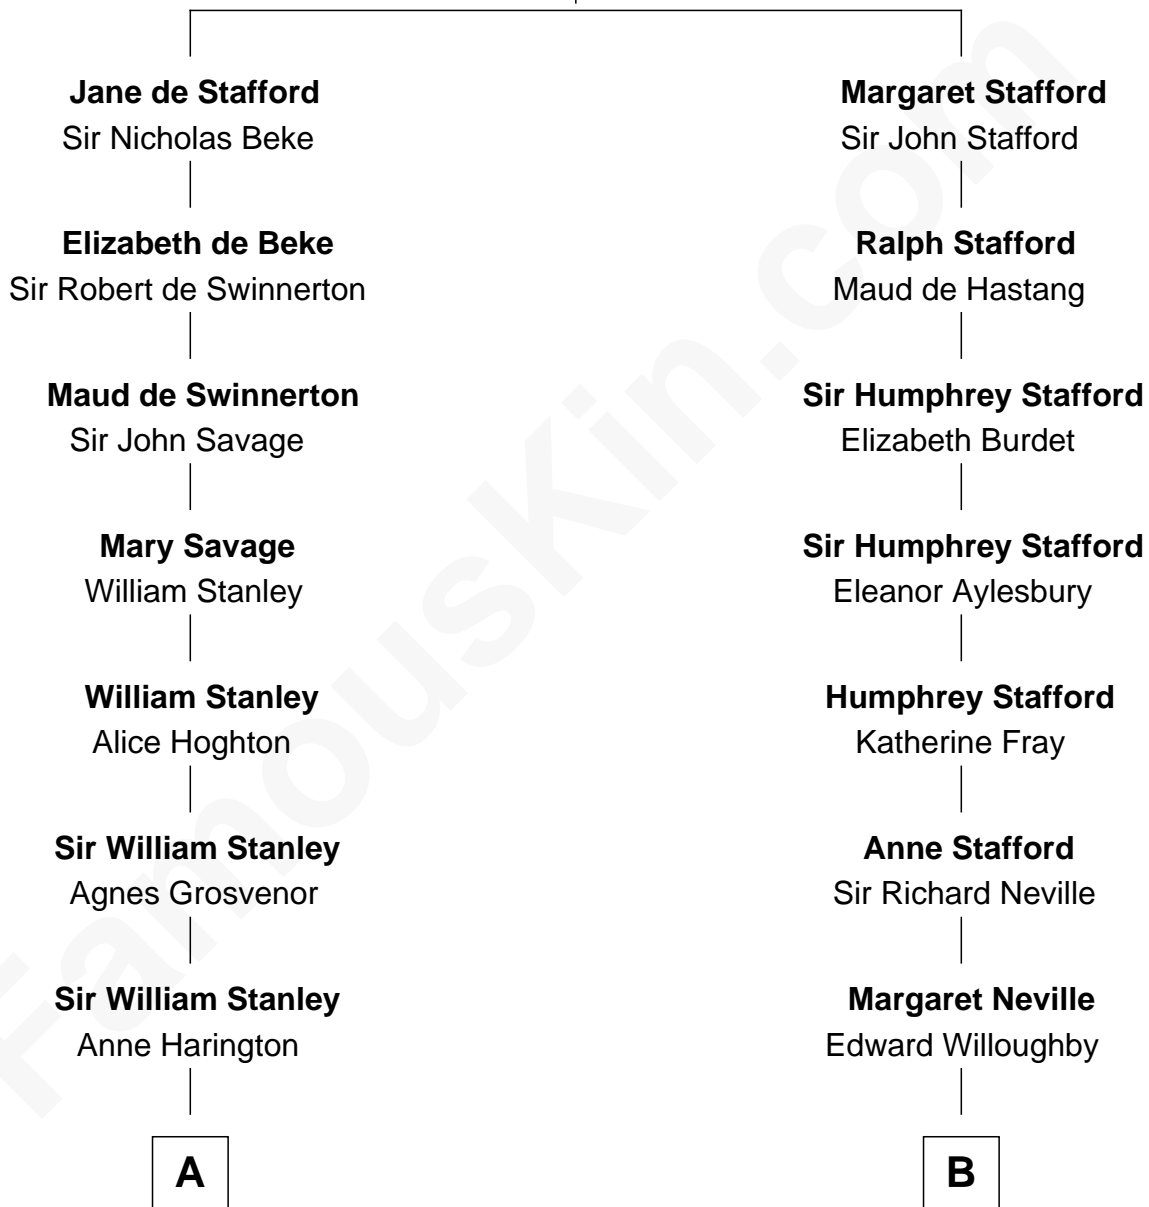 Jane de Stafford
Sir Nicholas Beke
Elizabeth de Beke
Sir Robert de Swinnerton
Maud de Swinnerton
Sir John Savage
Mary Savage
William Stanley
William Stanley
Alice Hoghton
Sir William Stanley
Agnes Grosvenor
Sir William Stanley
Anne Harington
A
Margaret Stafford
Sir John Stafford
Ralph Stafford
Maud de Hastang
Sir Humphrey Stafford
Elizabeth Burdet
Sir Humphrey Stafford
Eleanor Aylesbury
Humphrey Stafford
Katherine Fray
Anne Stafford
Sir Richard Neville
Margaret Neville
Edward Willoughby
B
FamousKin.com